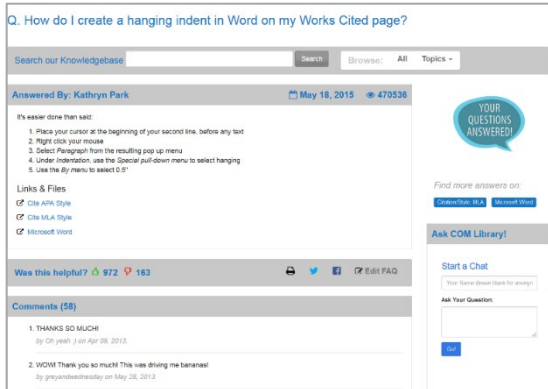 Q. How do I create a hanging indent in Word on my Works Cited page?
Search our Knowledgebase
Search
Browse: All Topics
Answered By: Kathryn Park May 18, 2015 470536
It's easier done than said:
1. Place your cursor at the beginning of your second line, before any text
2. Right click your mouse
3. Select Paragraph from the resulting pop up menu
4. Under Indentation, use the Special pull-down menu to select hanging
5. Use the By menu to select 0.5"
Links & Files
Cite APA Style
Cite MLA Style
Microsoft Word
Was this helpful? 972 163 Edit FAQ
Comments (58)
1. THANKS SO MUCH!
by Oh yeah :) on Apr 09, 2013.
2. WOW! Thank you so much! This was driving me bananas!
by greyandwednesday on May 28, 2013.
YOUR
QUESTIONS
ANSWERED!
Find more answers on:
Citation Style: MLA Microsoft Word
Ask COM Library!
Start a Chat
Your Name (leave blank for
Ask Your Question:
Go!